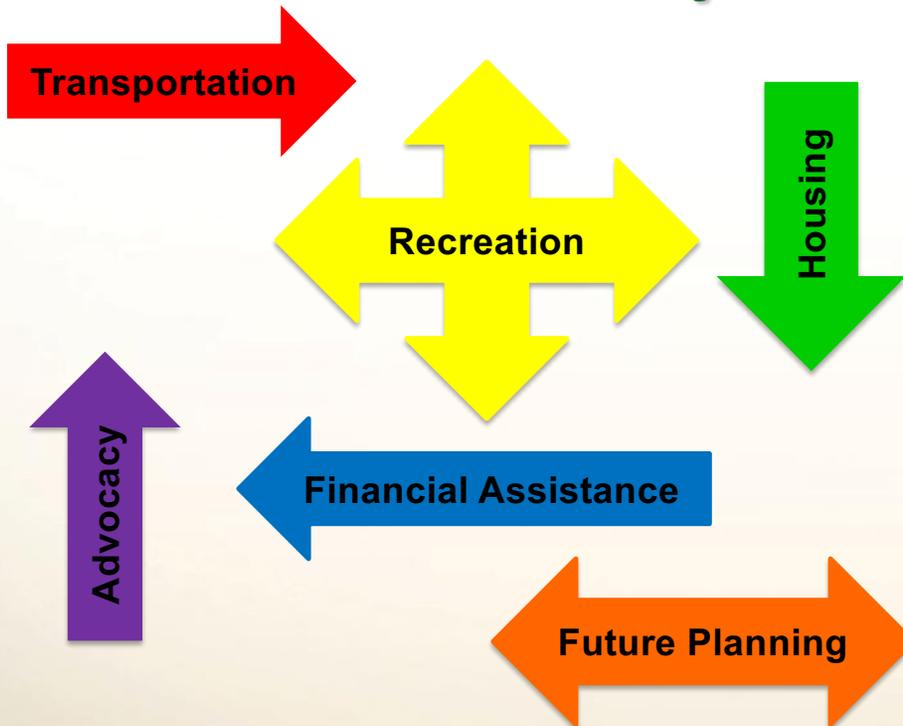 Transportation
Recreation
Housing
Advocacy
Financial Assistance
Future Planning